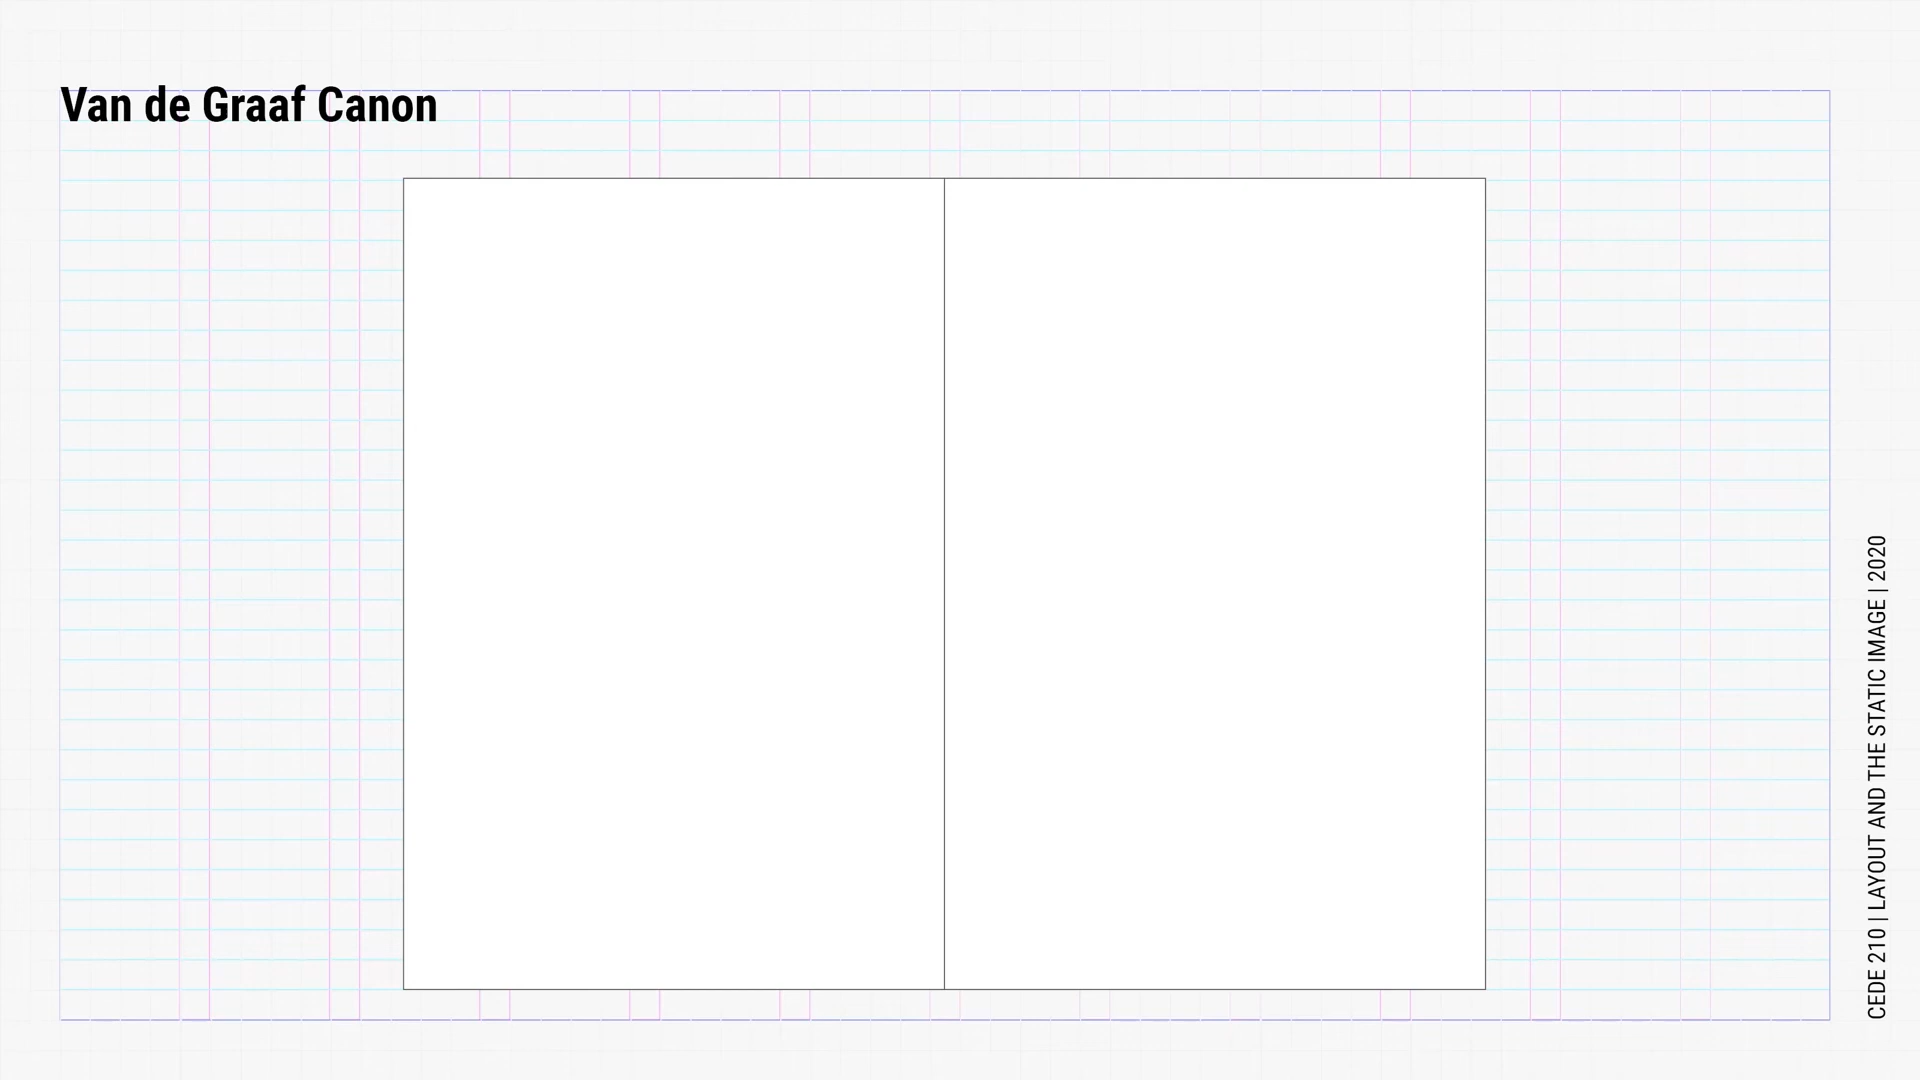 Van de Graaf Canon
CEDE 210 | LAYOUT AND THE STATIC IMAGE | 2020